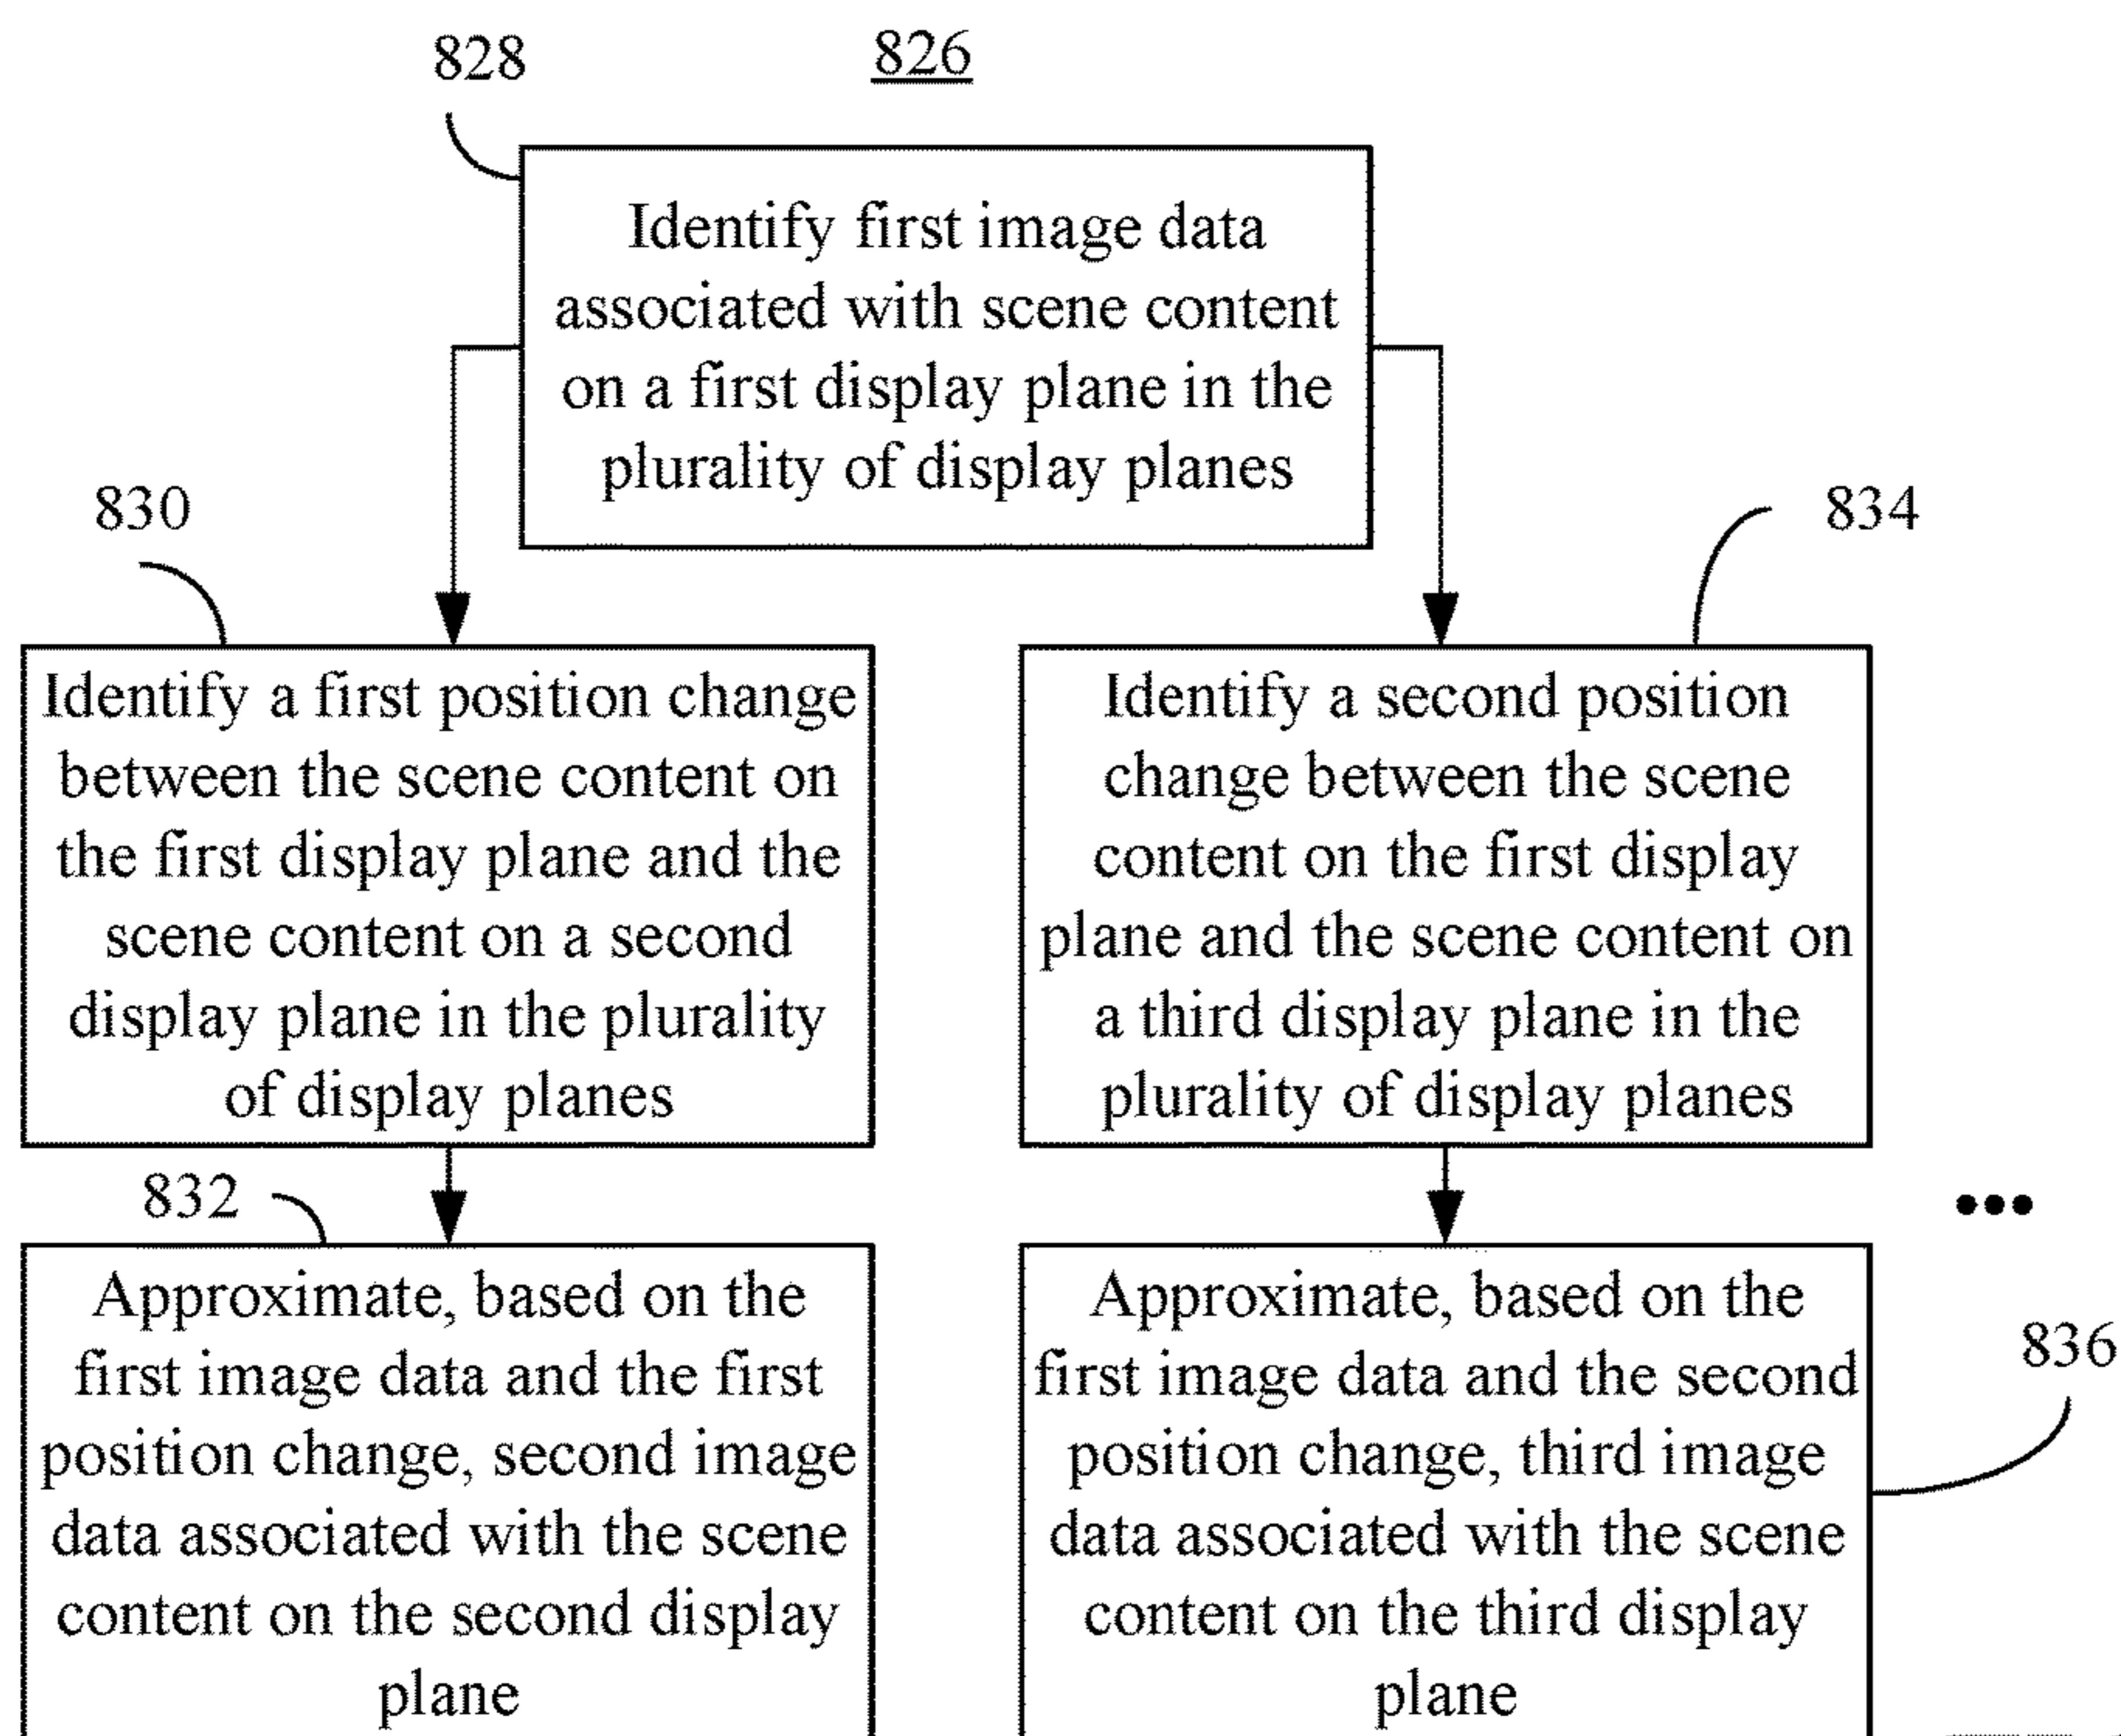 828
826
Identify first image data
associated with scene content
on a first display plane in the
plurality of display planes
830
834
Identify a first position change
between the scene content on
the first display plane and the
scene content on a second
display plane in the plurality
of display planes
Identify a second position
change between the scene
content on the first display
plane and the scene content on
a third display plane in the
plurality of display planes
832
•••
Approximate, based on the
first image data and the first
position change, second image
data associated with the scene
content on the second display
plane
Approximate, based on the
first image data and the second
position change, third image
data associated with the scene
content on the third display
plane
836